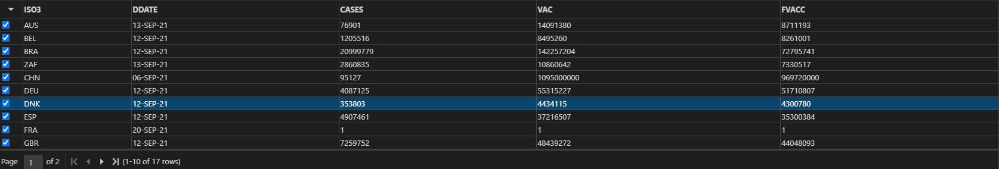 ISO3 DDATE CASES VAC FVACC
AUS 13-SEP-21 76901 14091380 8711193
BEL 12-SEP-21 1205516 8495260 8261001
BRA 12-SEP-21 20999779 142257204 72795741
ZAF 13-SEP-21 2860835 10860642 7330517
CHN 06-SEP-21 95127 1095000000 969720000
DEU 12-SEP-21 4087125 55315227 51710807
DNK 12-SEP-21 353803 4434115 4300780
ESP 12-SEP-21 4907461 37216507 35300384
FRA 20-SEP-21 1 1 1
GBR 12-SEP-21 7259752 48439272 44048093
Page 1 of 2 (1-10 of 17 rows)